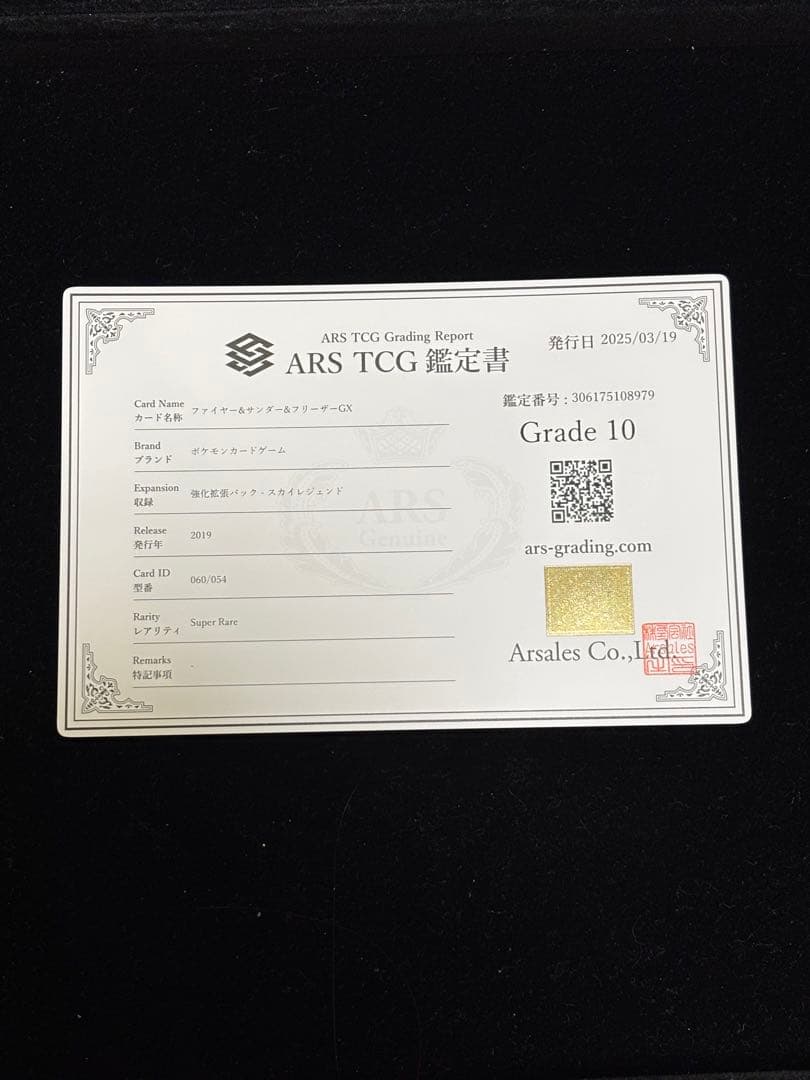 ARS TCG Grading Report
ARS TCG 鑑定書
発行日 2025/03/19
Card Name
カード名称
ファイヤー&サンダー&フリーザーGX
Brand
ブランド
ポケモンカードゲーム
Expansion
収録
強化拡張パック - スカイレジェンド
Release
発行年
2019
Card ID
型番
060/054
Rarity
レアリティ
Super Rare
Remarks
特記事項
-
ARS
Genuine
鑑定番号 : 306175108979
Grade 10
ars-grading.com
Arsales Co.,Ltd.
Arsales